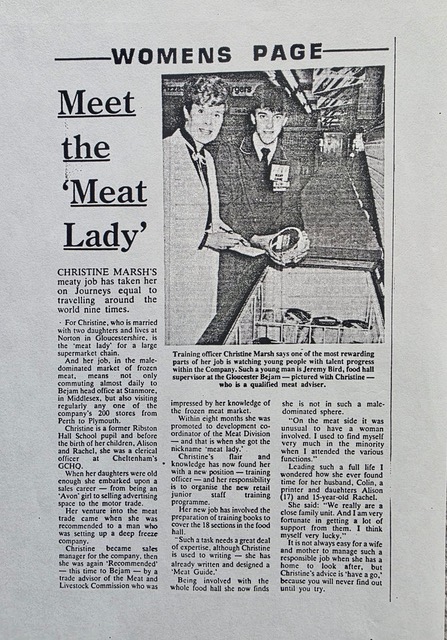 WOMENS PAGE
Meet
the
'Meat
Lady'
CHRISTINE MARSH'S
meaty job has taken her
on Journeys equal to
travelling around the
world nine times.
For Christine, who is married
with two daughters and lives at
Norton in Gloucestershire, is
the 'meat lady' for a large
supermarket chain.
And her job, in the male-
dominated market of frozen
meat, means not only
commuting almost daily to
Bejam head office at Stanmore,
in Middlesex, but also visiting
regularly any one of the
company's 200 stores from
Perth to Plymouth.
Christine is a former Ribston
Hall School pupil and before
the birth of her children, Alison
and Rachel, she was a clerical
officer at Cheltenham's
GCHQ.
When her daughters were old
enough she embarked upon a
sales career — from being an
'Avon' girl to selling advertising
space to the motor trade.
Her venture into the meat
trade came when she was
recommended to a man who
was setting up a deep freeze
company.
Christine became sales
manager for the company, then
she was again 'Recommended'
— this time to Bejam — by a
trade advisor of the Meat and
Livestock Commission who was
Training officer Christine Marsh says one of the most rewarding
parts of her job is watching young people with talent progress
within the Company. Such a young man is Jeremy Bird, food hall
supervisor at the Gloucester Bejam — pictured with Christine —
who is a qualified meat adviser.
impressed by her knowledge of
the frozen meat market.
Within eight months she was
promoted to development co-
ordinator of the Meat Division
— and that is when she got the
nickname 'meat lady.'
Christine's flair and
knowledge has now found her
with a new position — training
officer — and her responsibility
is to organise the new retail
junior staff training
programme.
Her new job has involved the
preparation of training books to
cover the 18 sections in the food
hall.
"Such a task needs a great deal
of expertise, although Christine
is used to writing — she has
already written and designed a
'Meat Guide.'
Being involved with the
whole food hall she now finds
she is not in such a male-
dominated sphere.
"On the meat side it was
unusual to have a woman
involved. I used to find myself
very much in the minority
when I attended the various
functions."
Leading such a full life I
wondered how she ever found
time for her husband, Colin, a
printer and daughters Alison
(17) and 15-year-old Rachel.
She said: "We really are a
close family unit. And I am very
fortunate in getting a lot of
support from them. I think
myself very lucky."
It is not always easy for a wife
and mother to manage such a
responsible job when she has a
home to look after, but
Christine's advice is 'have a go,'
because you will never find out
until you try.